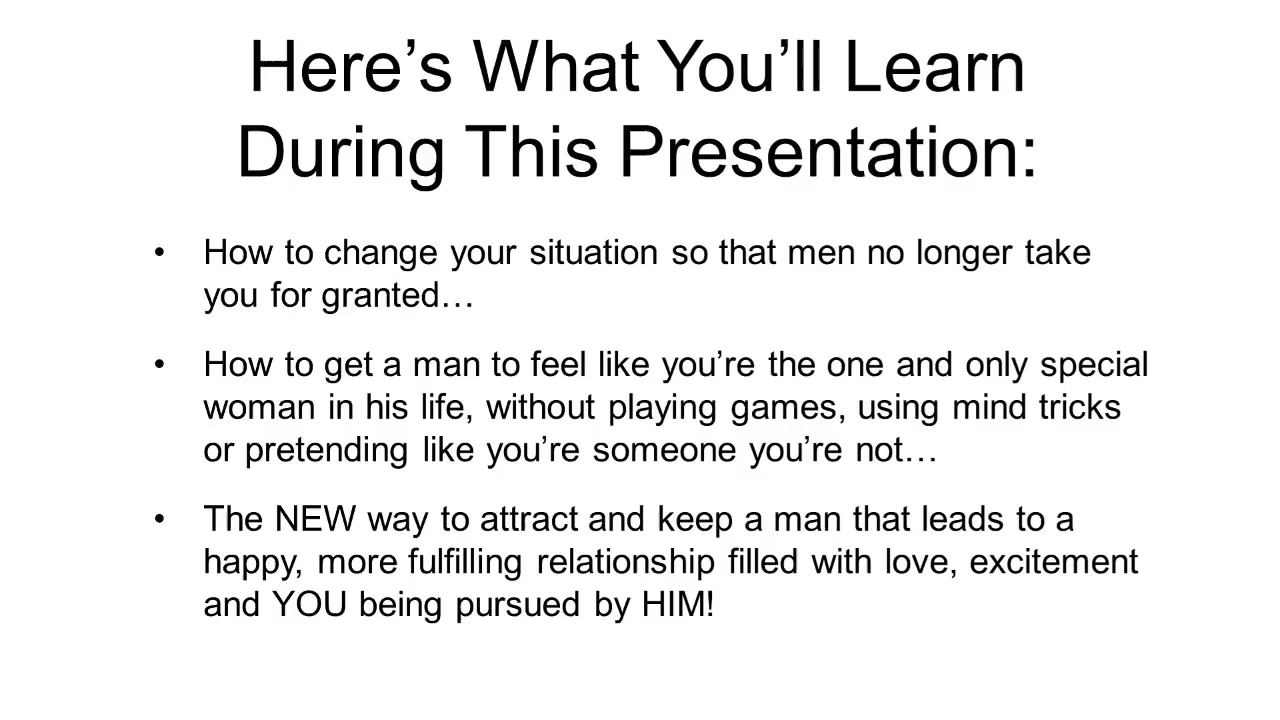 Here’s What You’ll Learn
During This Presentation:
• How to change your situation so that men no longer take
you for granted…
• How to get a man to feel like you’re the one and only special
woman in his life, without playing games, using mind tricks
or pretending like you’re someone you’re not…
• The NEW way to attract and keep a man that leads to a
happy, more fulfilling relationship filled with love, excitement
and YOU being pursued by HIM!